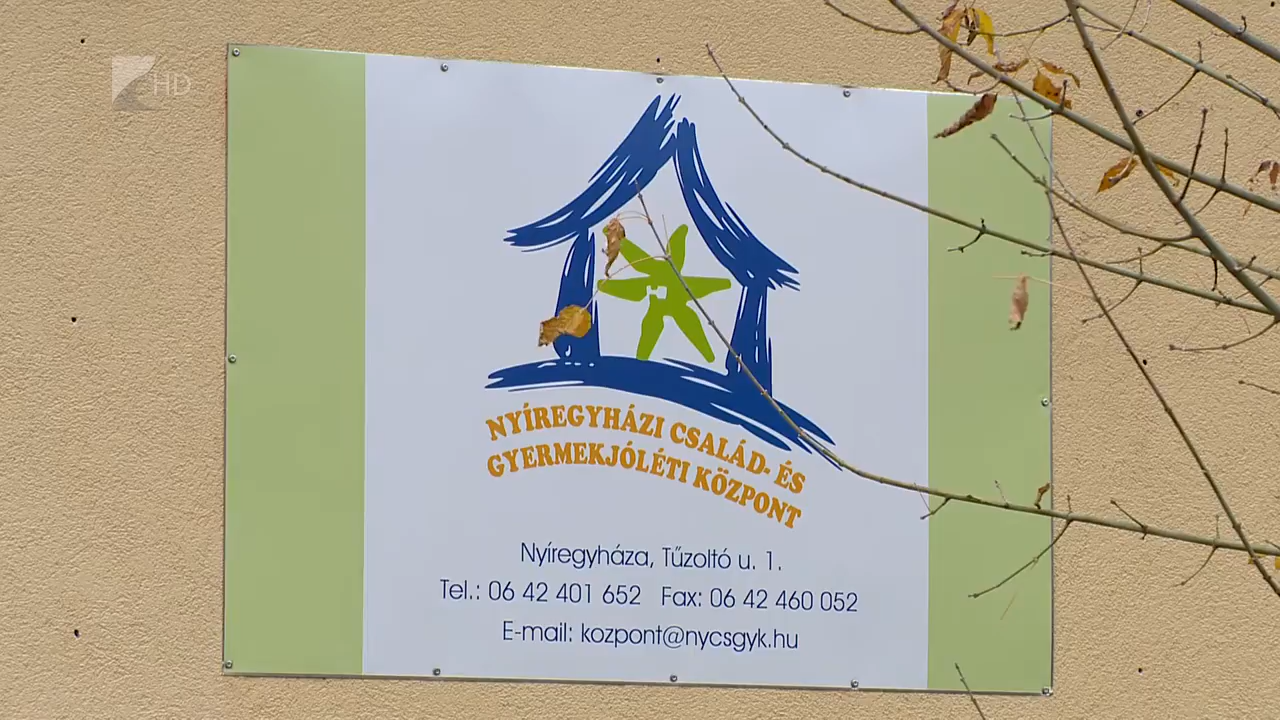 HD
NYÍREGYHÁZI CSALÁD- ÉS
GYERMEKJÓLÉTI KÖZPONT
Nyíregyháza, Tűzoltó u. 1.
Tel.: 06 42 401 652 Fax: 06 42 460 052
E-mail: kozpont@nycsgyk.hu